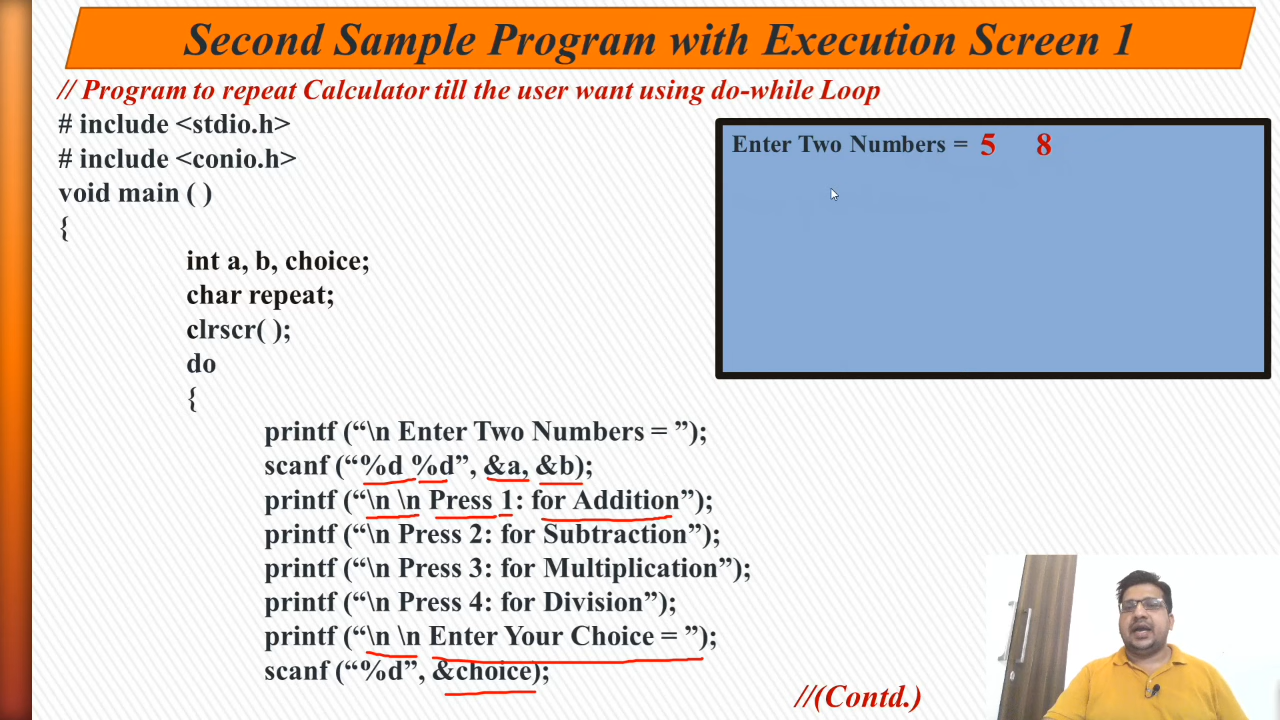 Second Sample Program with Execution Screen 1
// Program to repeat Calculator till the user want using do-while Loop
# include <stdio.h>
# include <conio.h>
void main ( )
{
int a, b, choice;
char repeat;
clrscr( );
do
{
printf (“\n Enter Two Numbers = ”);
scanf (“%d %d”, &a, &b);
printf (“\n \n Press 1: for Addition”);
printf (“\n Press 2: for Subtraction”);
printf (“\n Press 3: for Multiplication”);
printf (“\n Press 4: for Division”);
printf (“\n \n Enter Your Choice = ”);
scanf (“%d”, &choice);
//(Contd.)
Enter Two Numbers = 5 8